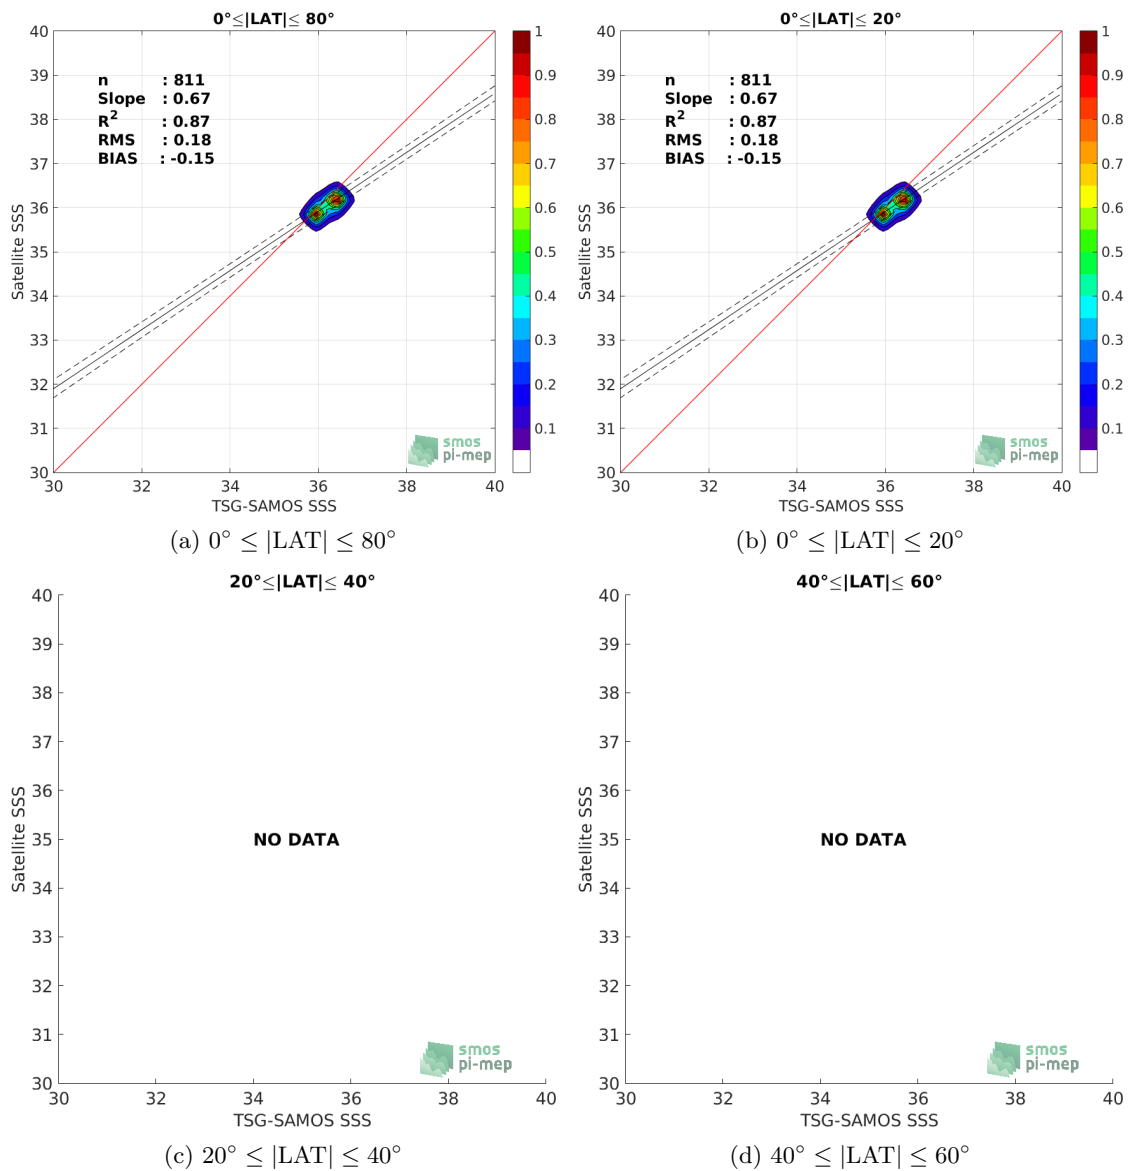 0°≤|LAT|≤ 80°
40
39
38
37
36
35
34
33
32
31
30
Satellite SSS
n : 811
Slope : 0.67
R² : 0.87
RMS : 0.18
BIAS : -0.15
1
0.9
0.8
0.7
0.6
0.5
0.4
0.3
0.2
0.1
smos
pi-mep
30 32 34 36 38 40
TSG-SAMOS SSS
(a) 0° ≤ |LAT| ≤ 80°
0°≤|LAT|≤ 20°
40
39
38
37
36
35
34
33
32
31
30
Satellite SSS
n : 811
Slope : 0.67
R² : 0.87
RMS : 0.18
BIAS : -0.15
1
0.9
0.8
0.7
0.6
0.5
0.4
0.3
0.2
0.1
smos
pi-mep
30 32 34 36 38 40
TSG-SAMOS SSS
(b) 0° ≤ |LAT| ≤ 20°
20°≤|LAT|≤ 40°
40
39
38
37
36
35
34
33
32
31
30
Satellite SSS
NO DATA
smos
pi-mep
30 32 34 36 38 40
TSG-SAMOS SSS
(c) 20° ≤ |LAT| ≤ 40°
40°≤|LAT|≤ 60°
40
39
38
37
36
35
34
33
32
31
30
Satellite SSS
NO DATA
smos
pi-mep
30 32 34 36 38 40
TSG-SAMOS SSS
(d) 40° ≤ |LAT| ≤ 60°